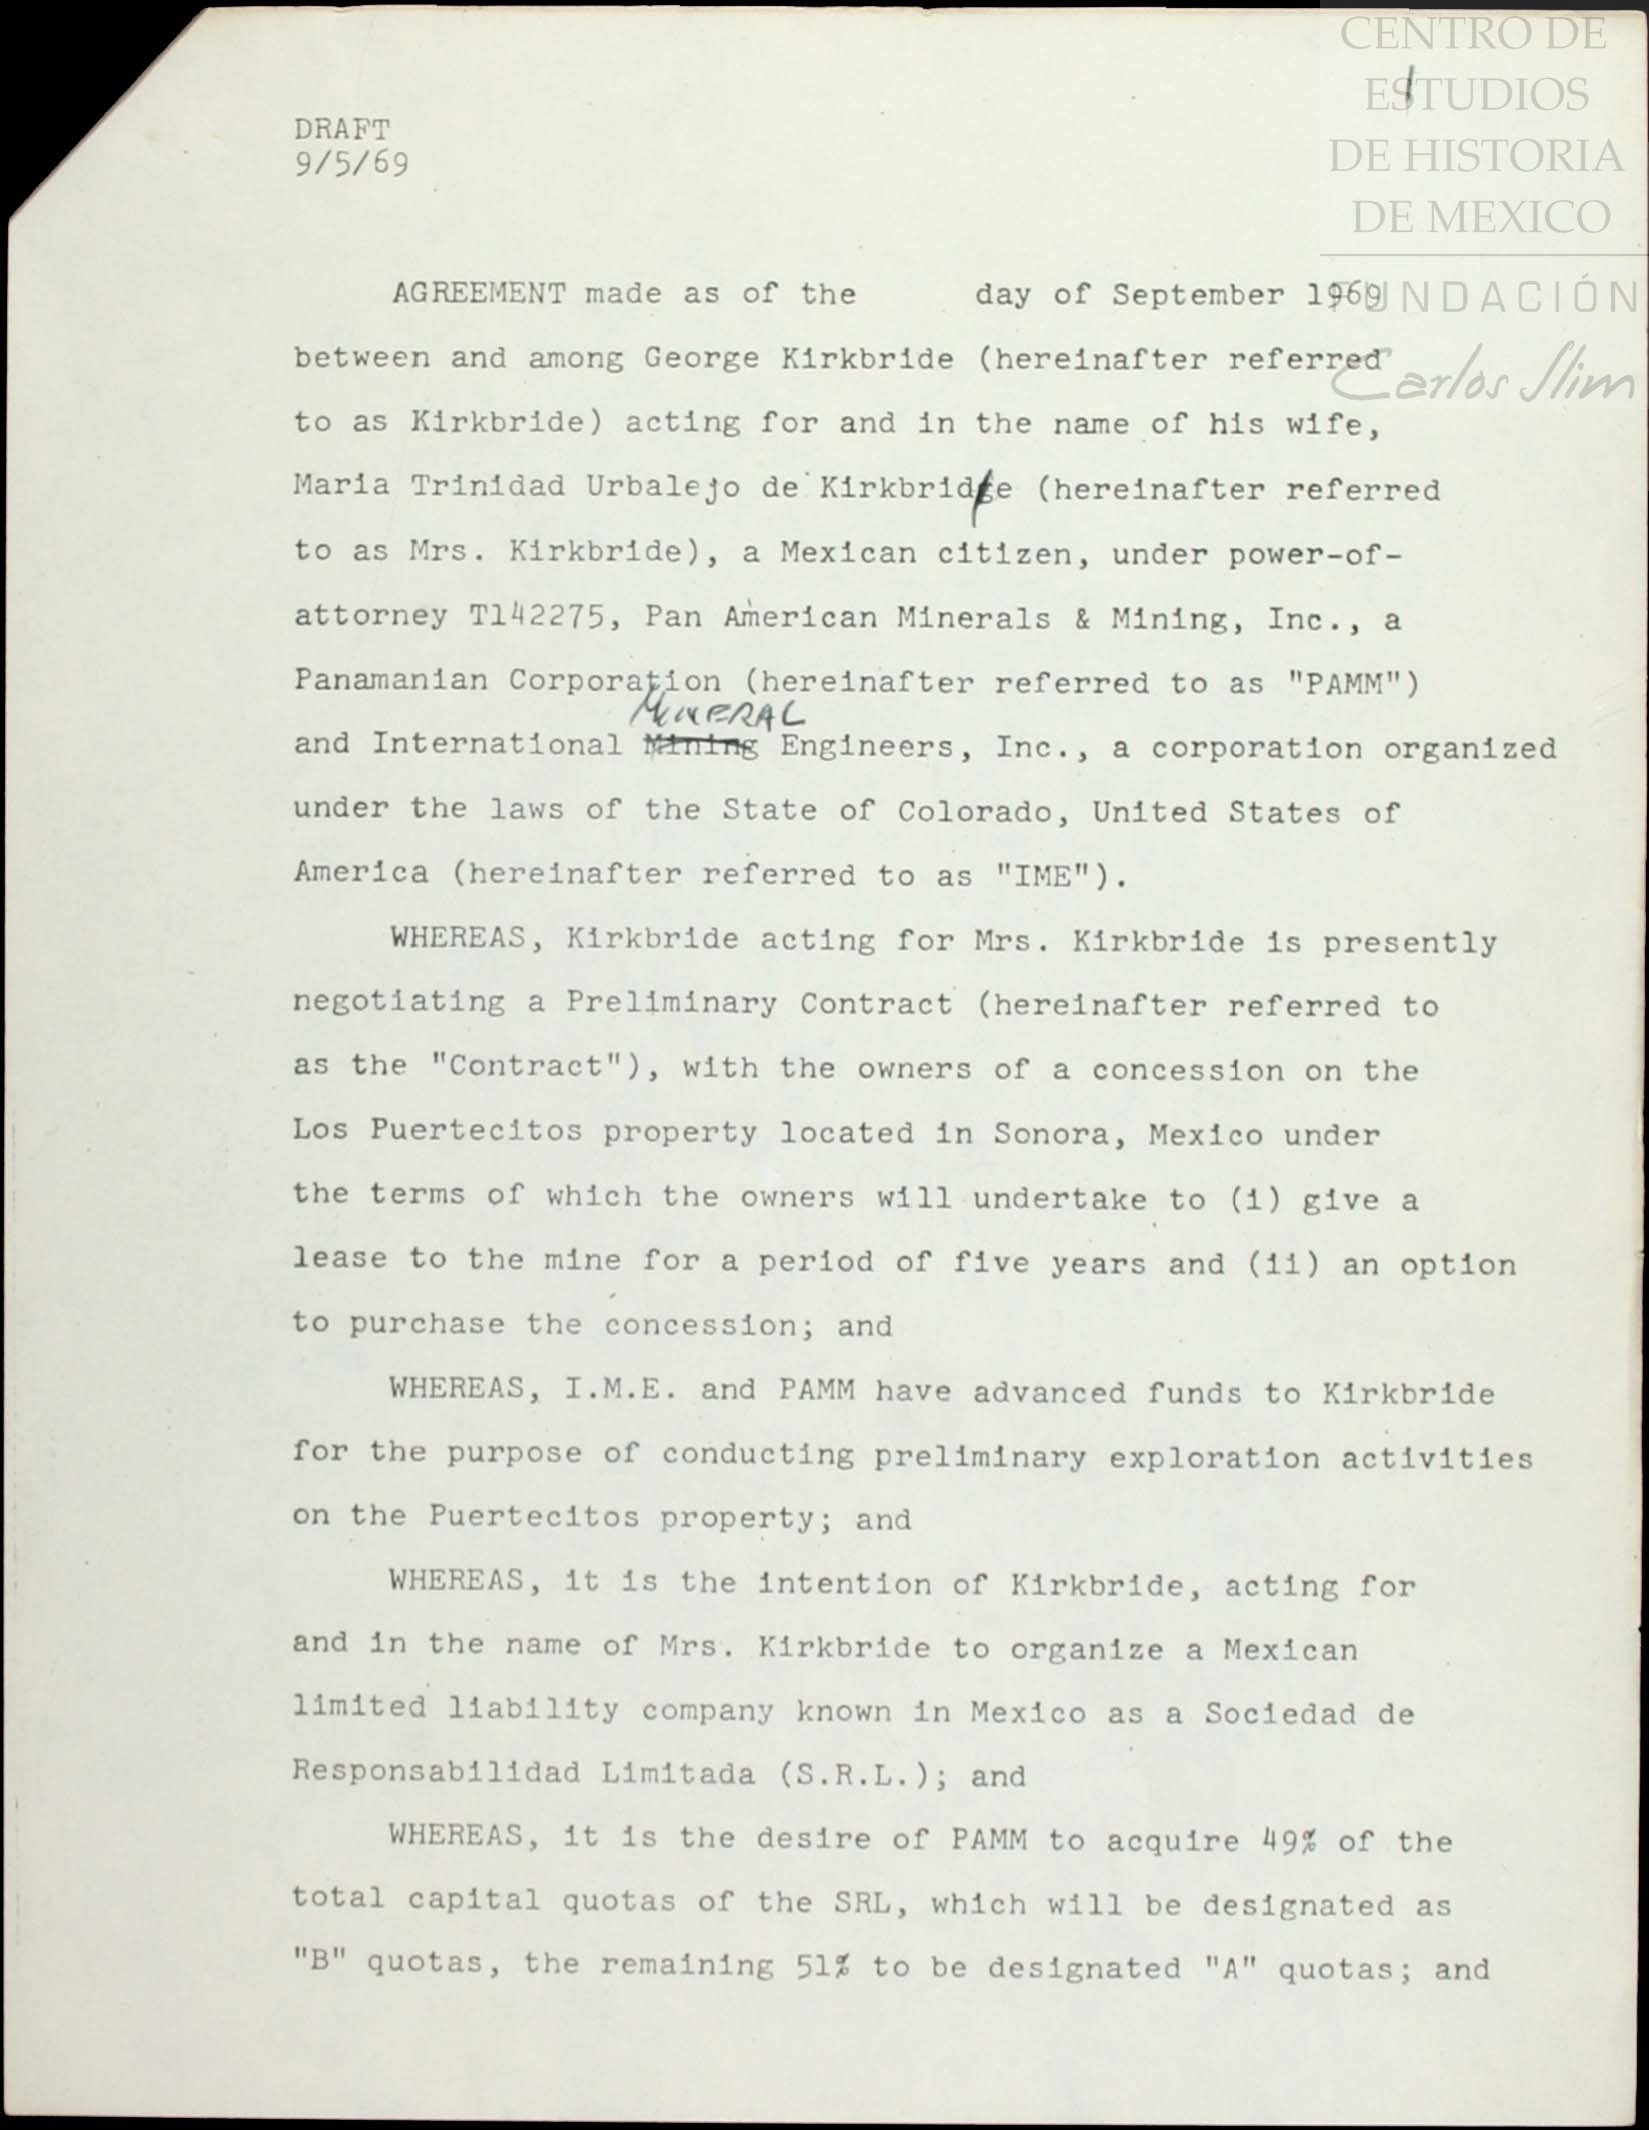 CENTRO DE
ESTUDIOS
DE HISTORIA
DE MEXICO
FUNDACIÓN
Carlos Slim
1
DRAFT
9/5/69
AGREEMENT made as of the day of September 1969
between and among George Kirkbride (hereinafter referred
to as Kirkbride) acting for and in the name of his wife,
Maria Trinidad Urbalejo de Kirkbridge (hereinafter referred
to as Mrs. Kirkbride), a Mexican citizen, under power-of-
attorney T142275, Pan American Minerals & Mining, Inc., a
Panamanian Corporation (hereinafter referred to as "PAMM")
MINERAL
and International Mining Engineers, Inc., a corporation organized
under the laws of the State of Colorado, United States of
America (hereinafter referred to as "IME").
WHEREAS, Kirkbride acting for Mrs. Kirkbride is presently
negotiating a Preliminary Contract (hereinafter referred to
as the "Contract"), with the owners of a concession on the
Los Puertecitos property located in Sonora, Mexico under
the terms of which the owners will undertake to (i) give a
lease to the mine for a period of five years and (ii) an option
to purchase the concession; and
WHEREAS, I.M.E. and PAMM have advanced funds to Kirkbride
for the purpose of conducting preliminary exploration activities
on the Puertecitos property; and
WHEREAS, it is the intention of Kirkbride, acting for
and in the name of Mrs. Kirkbride to organize a Mexican
limited liability company known in Mexico as a Sociedad de
Responsabilidad Limitada (S.R.L.); and
WHEREAS, it is the desire of PAMM to acquire 49% of the
total capital quotas of the SRL, which will be designated as
"B" quotas, the remaining 51% to be designated "A" quotas; and